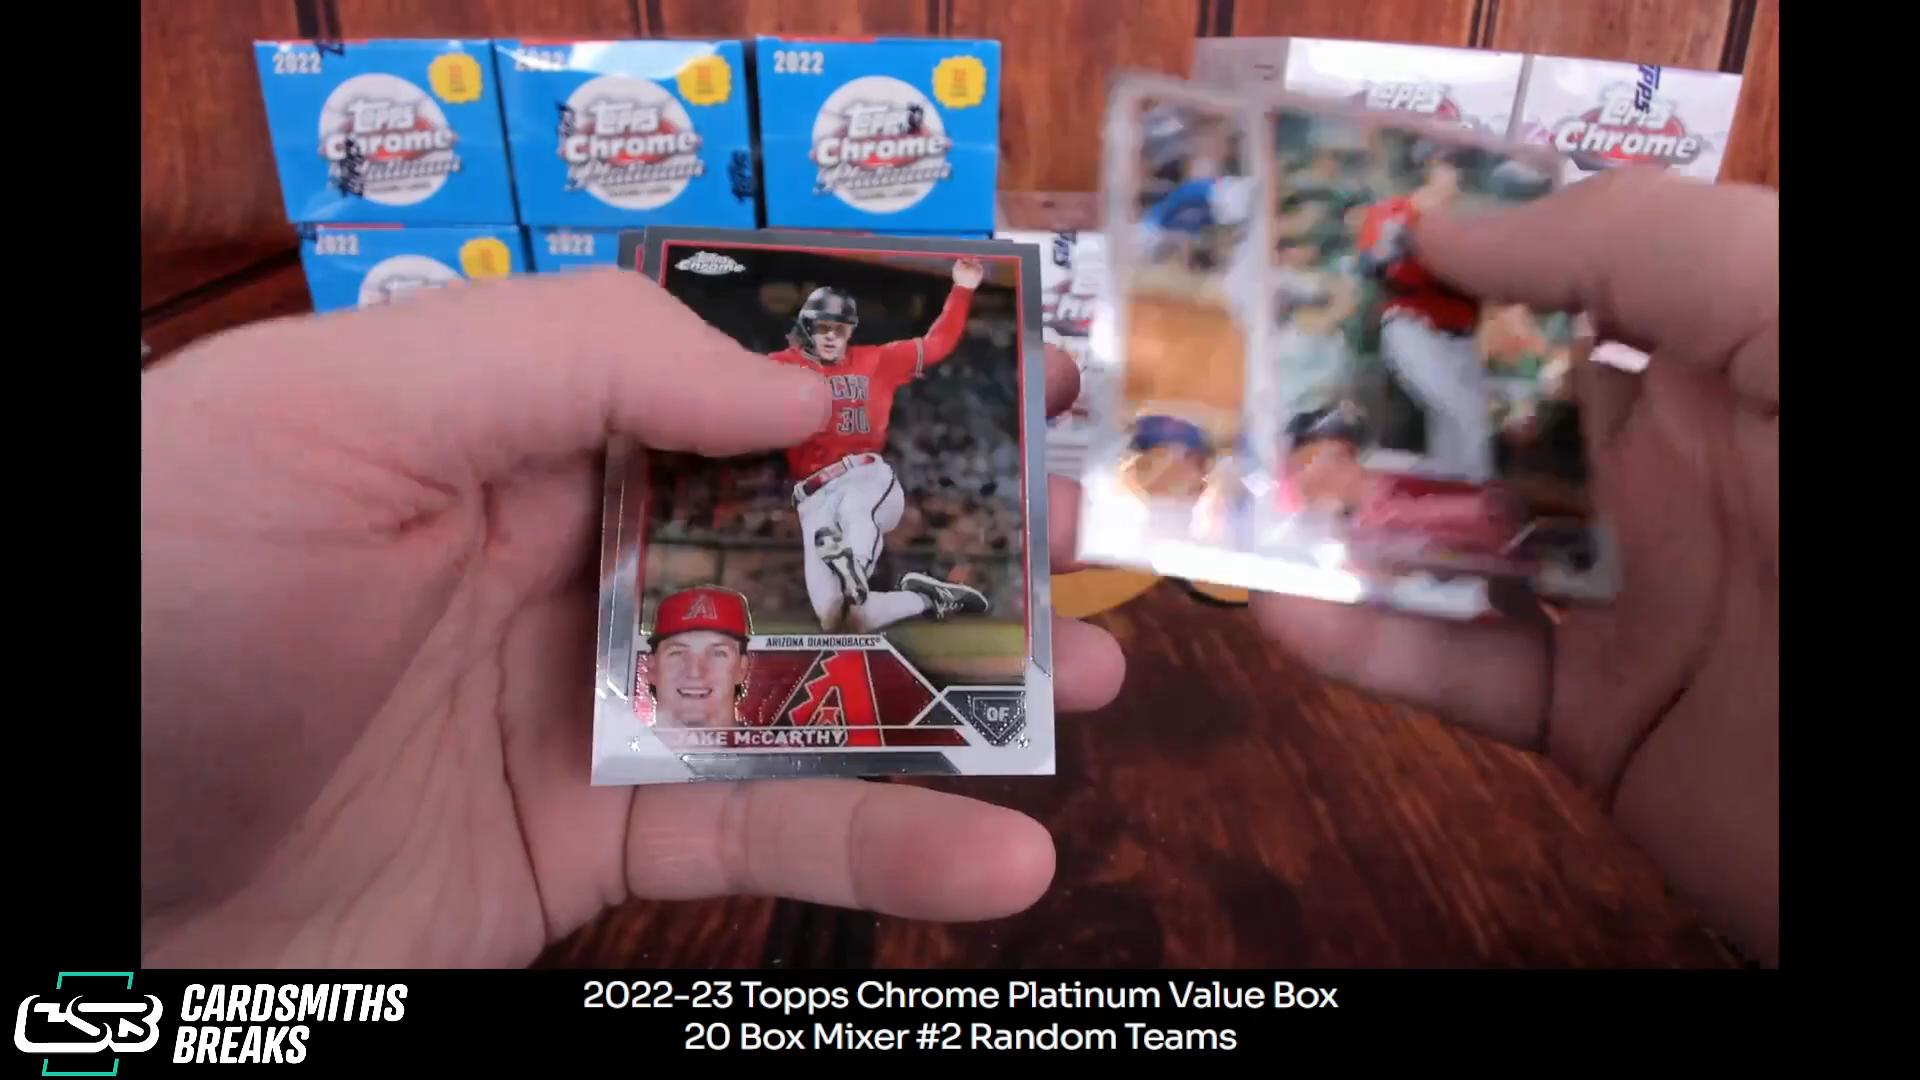 2022
2022
2022
Topps
Chrome
Platinum
Topps
Chrome
Platinum
Topps
Chrome
Platinum
Topps
Topps
Chrome
2022
2022
Topps
Chrome
30
ARIZONA DIAMONDBACKS
JAKE McCARTHY
OF
CSB
CARDSMITHS
BREAKS
2022-23 Topps Chrome Platinum Value Box
20 Box Mixer #2 Random Teams